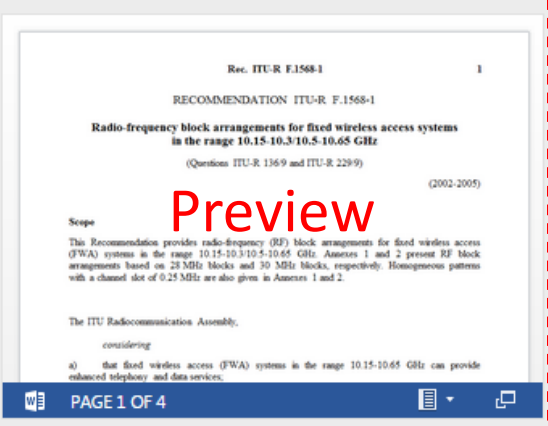 Rec. ITU-R F.1568-1 1
RECOMMENDATION ITU-R F.1568-1
Radio-frequency block arrangements for fixed wireless access systems
in the range 10.15-10.3/10.5-10.65 GHz
(Questions ITU-R 136/9 and ITU-R 229/9)
(2002-2005)
Preview
Scope
This Recommendation provides radio-frequency (RF) block arrangements for fixed wireless access
(FWA) systems in the range 10.15-10.3/10.5-10.65 GHz. Annexes 1 and 2 present RF block
arrangements based on 28 MHz blocks and 30 MHz blocks, respectively. Homogeneous patterns
with a channel slot of 0.25 MHz are also given in Annexes 1 and 2.
The ITU Radiocommunication Assembly,
considering
a) that fixed wireless access (FWA) systems in the range 10.15-10.65 GHz can provide
enhanced telephony and data services;
PAGE 1 OF 4